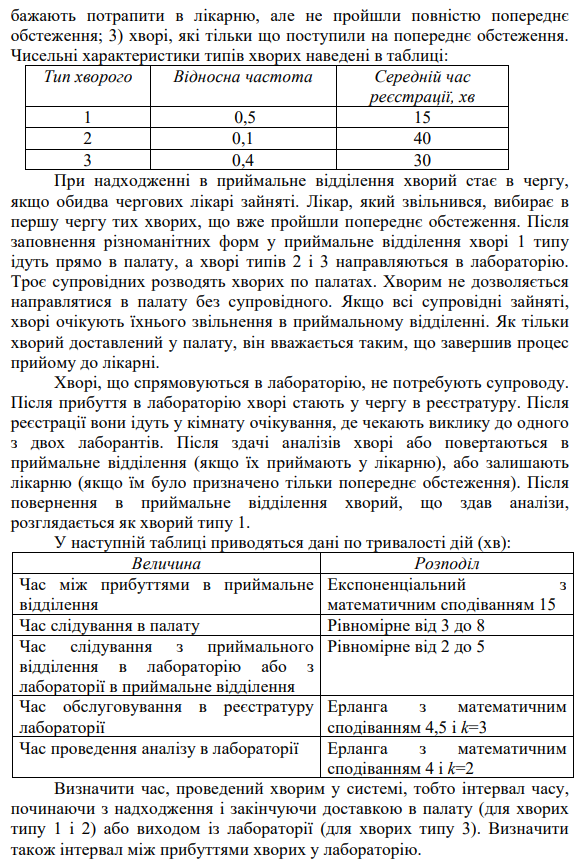 бажають потрапити в лікарню, але не пройшли повністю попереднє
обстеження; 3) хворі, які тільки що поступили на попереднє обстеження.
Чисельні характеристики типів хворих наведені в таблиці:
Тип хворого Відносна частота Середній час
реєстрації, хв
1 0,5 15
2 0,1 40
3 0,4 30
При надходженні в приймальне відділення хворий стає в чергу,
якщо обидва чергових лікарі зайняті. Лікар, який звільнився, вибирає в
першу чергу тих хворих, що вже пройшли попереднє обстеження. Після
заповнення різноманітних форм у приймальне відділення хворі 1 типу
ідуть прямо в палату, а хворі типів 2 і 3 направляються в лабораторію.
Троє супровідних розводять хворих по палатах. Хворим не дозволяється
направлятися в палату без супровідного. Якщо всі супровідні зайняті,
хворі очікують їхнього звільнення в приймальному відділенні. Як тільки
хворий доставлений у палату, він вважається таким, що завершив процес
прийому до лікарні.
Хворі, що спрямовуються в лабораторію, не потребують супроводу.
Після прибуття в лабораторію хворі стають у чергу в реєстратуру. Після
реєстрації вони ідуть у кімнату очікування, де чекають виклику до одного
з двох лаборантів. Після здачі аналізів хворі або повертаються в
приймальне відділення (якщо їх приймають у лікарню), або залишають
лікарню (якщо їм було призначено тільки попереднє обстеження). Після
повернення в приймальне відділення хворий, що здав аналізи,
розглядається як хворий типу 1.
У наступній таблиці приводяться дані по тривалості дій (хв):
Величина Розподіл
Час між прибуттями в приймальне Експоненціальний з
відділення математичним сподіванням 15
Час слідування в палату Рівномірне від 3 до 8
Час слідування з приймального Рівномірне від 2 до 5
відділення в лабораторію або з
лабораторії в приймальне відділення
Час обслуговування в реєстратуру Ерланга з математичним
лабораторії сподіванням 4,5 і k=3
Час проведення аналізу в лабораторії Ерланга з математичним
сподіванням 4 і k=2
Визначити час, проведений хворим у системі, тобто інтервал часу,
починаючи з надходження і закінчуючи доставкою в палату (для хворих
типу 1 і 2) або виходом із лабораторії (для хворих типу 3). Визначити
також інтервал між прибуттями хворих у лабораторію.